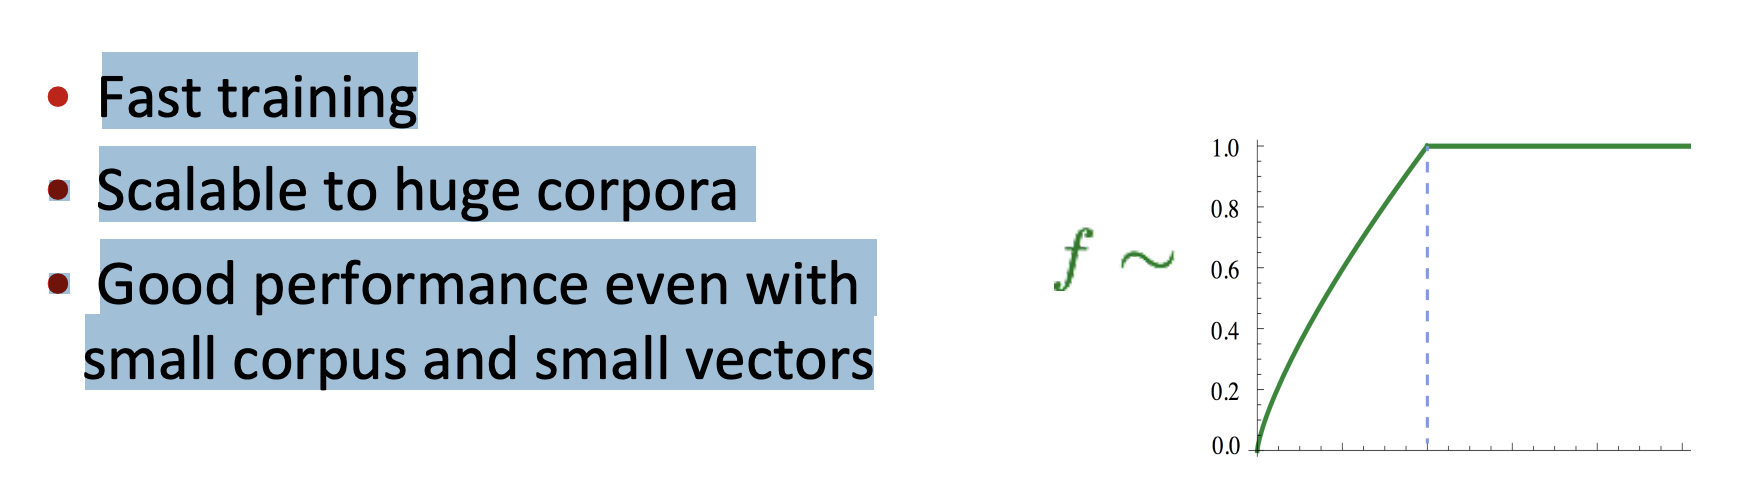 • Fast training
• Scalable to huge corpora
• Good performance even with
small corpus and small vectors
f ~
1.0
0.8
0.6
0.4
0.2
0.0